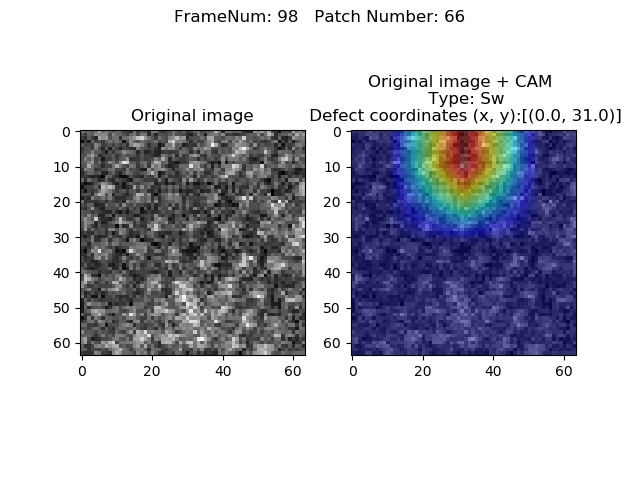 FrameNum: 98   Patch Number: 66
Original image + CAM
Type: Sw
Original image
Defect coordinates (x, y):[(0.0, 31.0)]
0
10
20
30
40
50
60
0 20 40 60
0
10
20
30
40
50
60
0 20 40 60